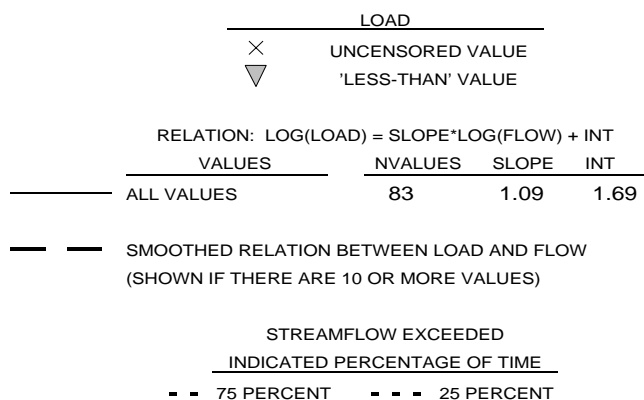 LOAD
UNCENSORED VALUE
'LESS-THAN' VALUE
RELATION: LOG(LOAD) = SLOPE*LOG(FLOW) + INT
VALUES NVALUES SLOPE INT
ALL VALUES 83 1.09 1.69
SMOOTHED RELATION BETWEEN LOAD AND FLOW
(SHOWN IF THERE ARE 10 OR MORE VALUES)
STREAMFLOW EXCEEDED
INDICATED PERCENTAGE OF TIME
75 PERCENT 25 PERCENT